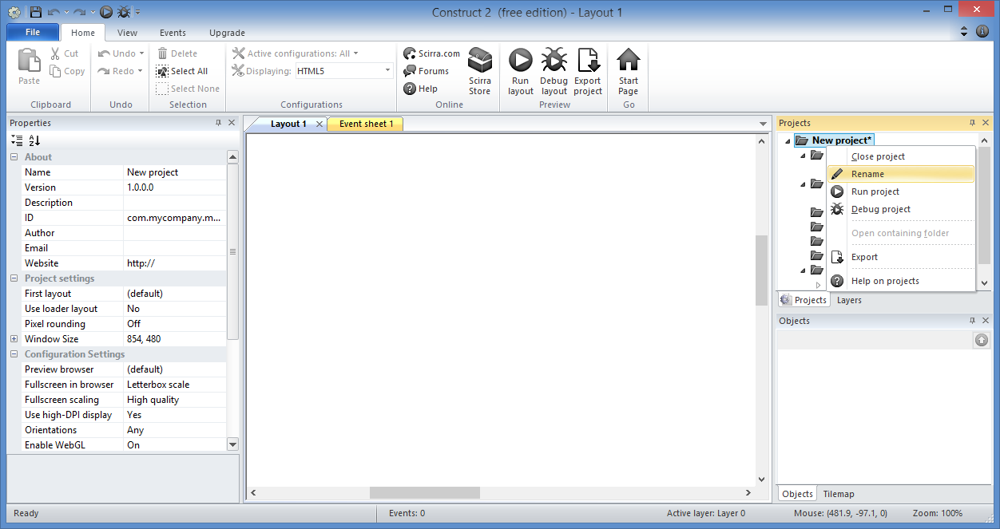 Construct 2 (free edition) - Layout 1
File Home View Events Upgrade
Paste
Cut
Copy
Clipboard
Undo
Redo
Undo
Delete
Select All
Select None
Selection
Active configurations: All
Displaying: HTML5
Configurations
Scirra.com
Forums
Help
Scirra
Store
Online
Run
layout
Debug
layout
Export
project
Preview
Start
Page
Go
Properties
About
Name New project
Version 1.0.0.0
Description
ID com.mycompany.m...
Author
Email
Website http://
Project settings
First layout (default)
Use loader layout No
Pixel rounding Off
Window Size 854, 480
Configuration Settings
Preview browser (default)
Fullscreen in browser Letterbox scale
Fullscreen scaling High quality
Use high-DPI display Yes
Orientations Any
Enable WebGL On
Layout 1
Event sheet 1
Projects
New project*
Close project
Rename
Run project
Debug project
Open containing folder
Export
Help on projects
Projects Layers
Objects
Objects Tilemap
Ready Events: 0 Active layer: Layer 0 Mouse: (481.9, -97.1, 0) Zoom: 100%